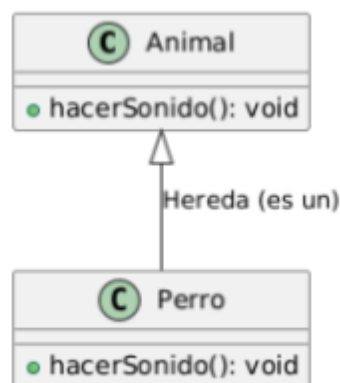 C Animal
hacerSonido(): void
Hereda (es un)
C Perro
hacerSonido(): void